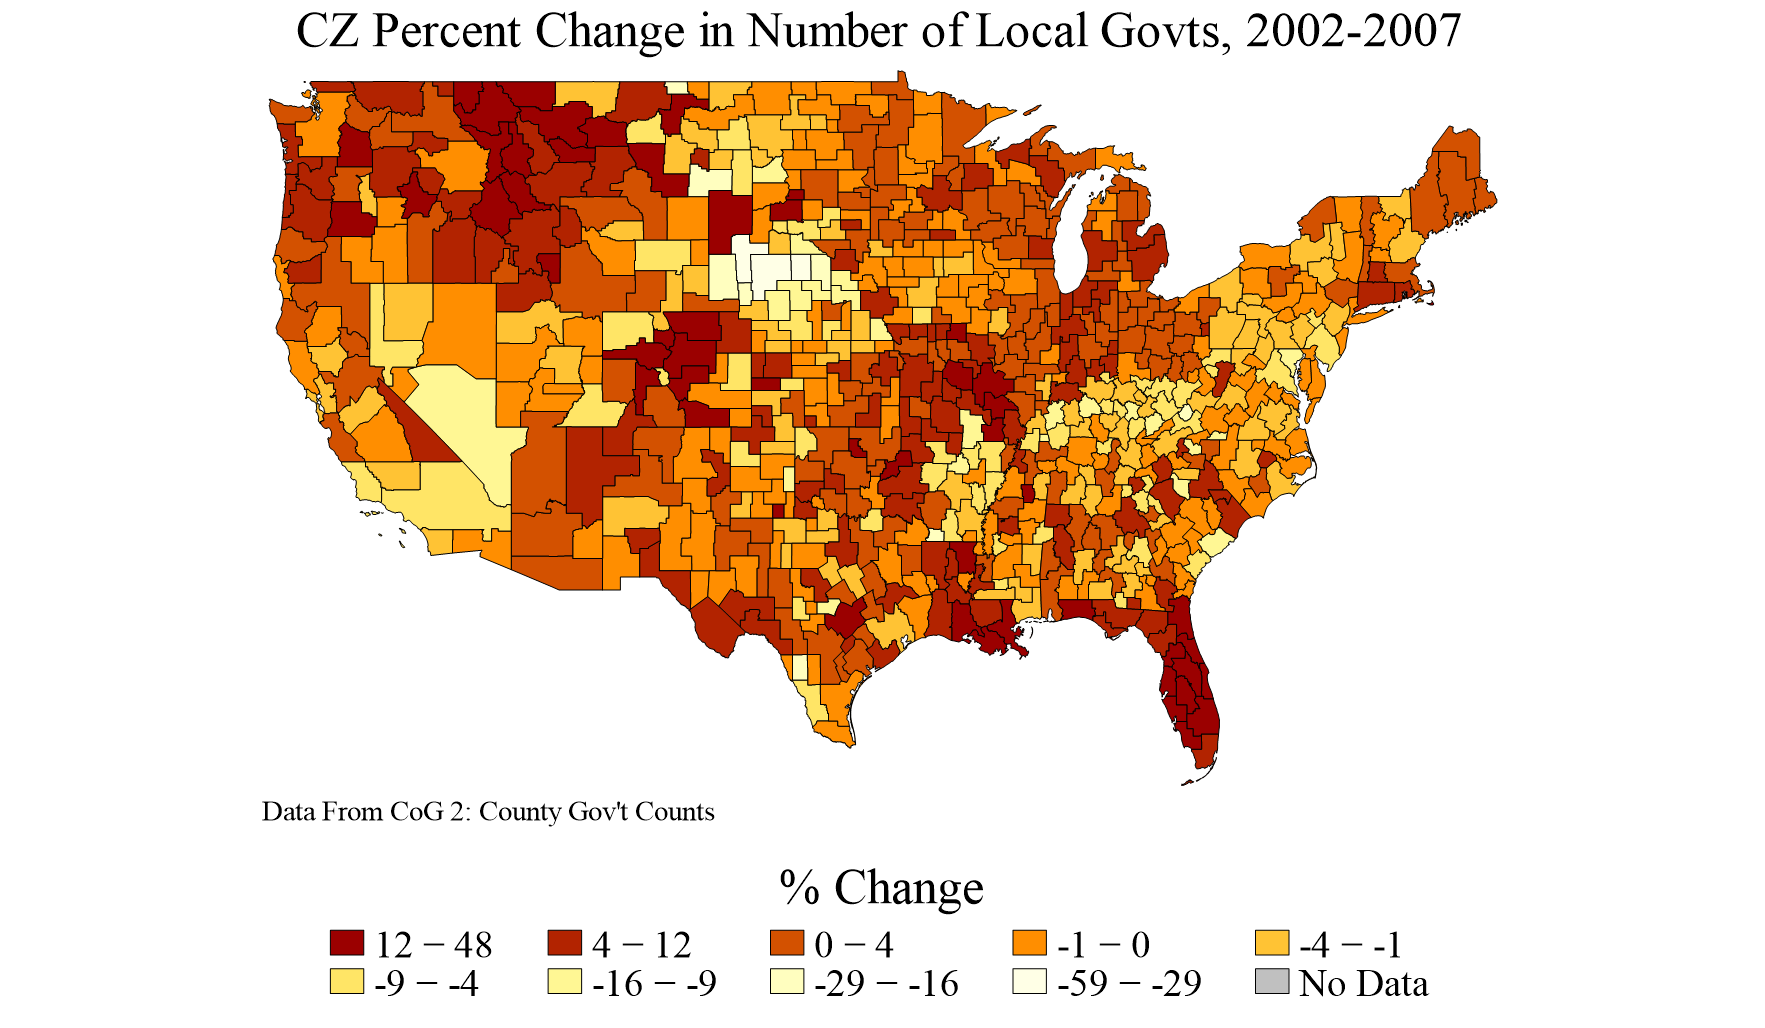 CZ Percent Change in Number of Local Govts, 2002-2007
Data From CoG 2: County Gov't Counts
% Change
12 − 48
4 − 12
0 − 4
-1 − 0
-4 − -1
-9 − -4
-16 − -9
-29 − -16
-59 − -29
No Data